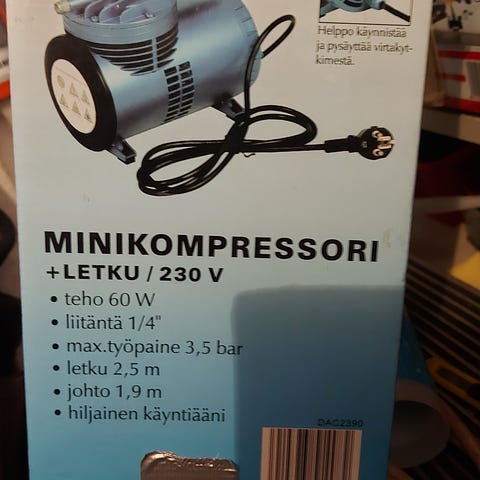 Helppo käynnistää
ja pysäyttää virtakyt-
kimestä.
MINIKOMPRESSORI
+LETKU / 230 V
• teho 60 W
• liitäntä 1/4"
• max.työpaine 3,5 bar
• letku 2,5 m
• johto 1,9 m
• hiljainen käyntiääni
DAC2390